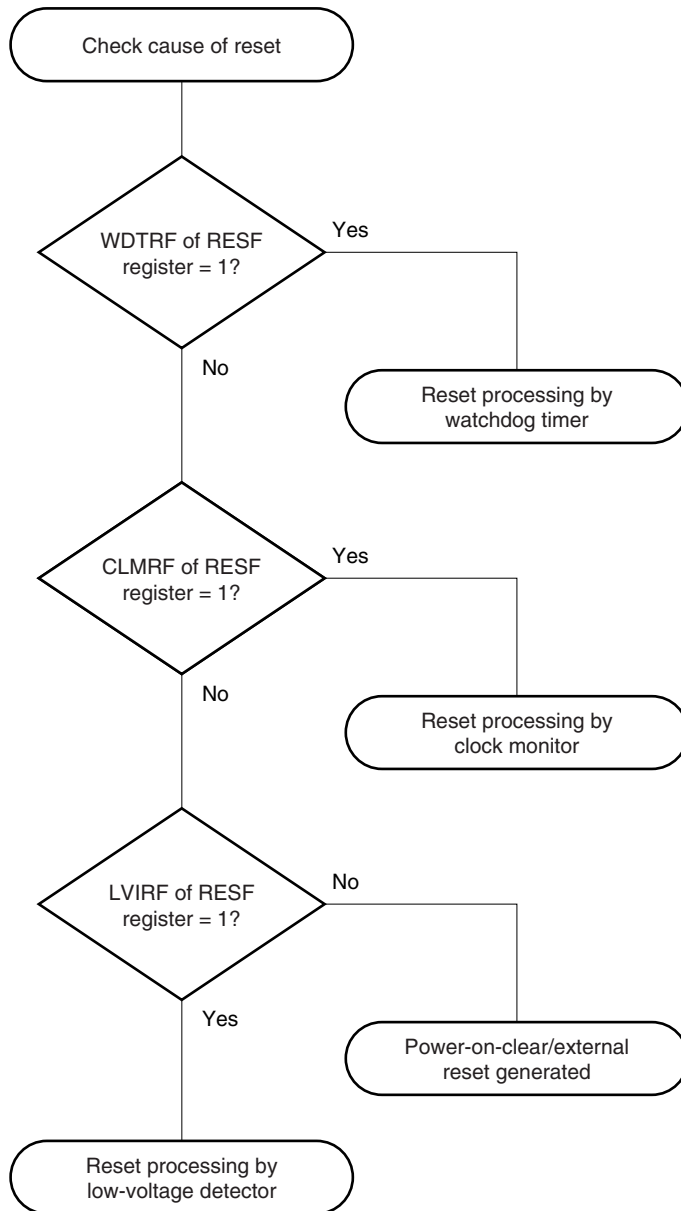 Check cause of reset
WDTRF of RESF
register = 1?
Yes
No
Reset processing by
watchdog timer
CLMRF of RESF
register = 1?
Yes
No
Reset processing by
clock monitor
LVIRF of RESF
register = 1?
No
Yes
Power-on-clear/external
reset generated
Reset processing by
low-voltage detector